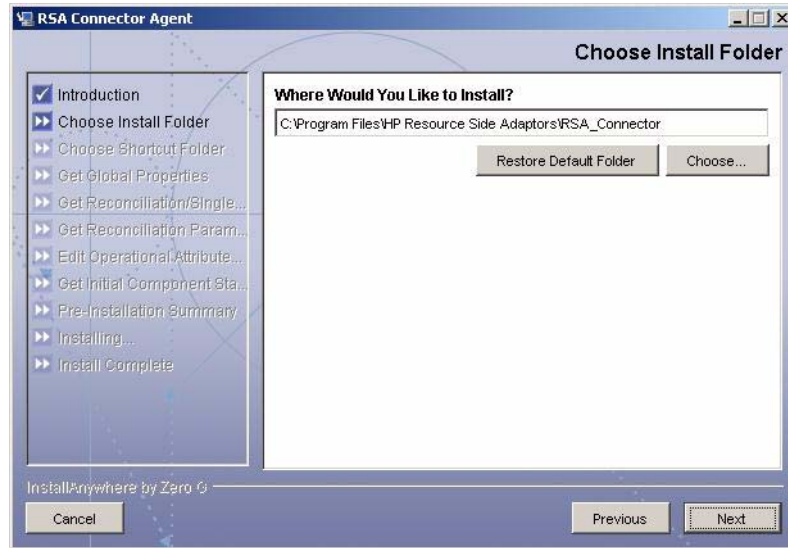 RSA Connector Agent
Choose Install Folder
Introduction
Choose Install Folder
Choose Shortcut Folder
Get Global Properties
Get Reconciliation/Single...
Get Reconciliation Param...
Edit Operational Attribute...
Get Initial Component Sta...
Pre-Installation Summary
Installing...
Install Complete
Where Would You Like to Install?
C:\Program Files\HP Resource Side Adaptors\RSA_Connector
Restore Default Folder
Choose...
InstallAnywhere by Zero G
Cancel
Previous
Next